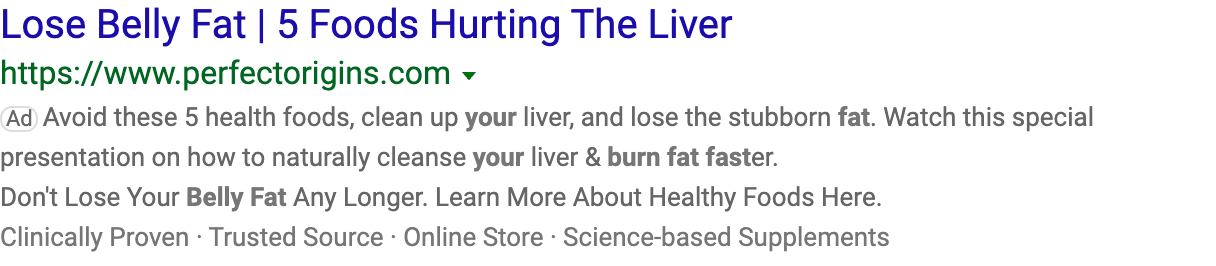 Lose Belly Fat | 5 Foods Hurting The Liver
https://www.perfectorigins.com
Ad Avoid these 5 health foods, clean up your liver, and lose the stubborn fat. Watch this special
presentation on how to naturally cleanse your liver & burn fat faster.
Don't Lose Your Belly Fat Any Longer. Learn More About Healthy Foods Here.
Clinically Proven · Trusted Source · Online Store · Science-based Supplements